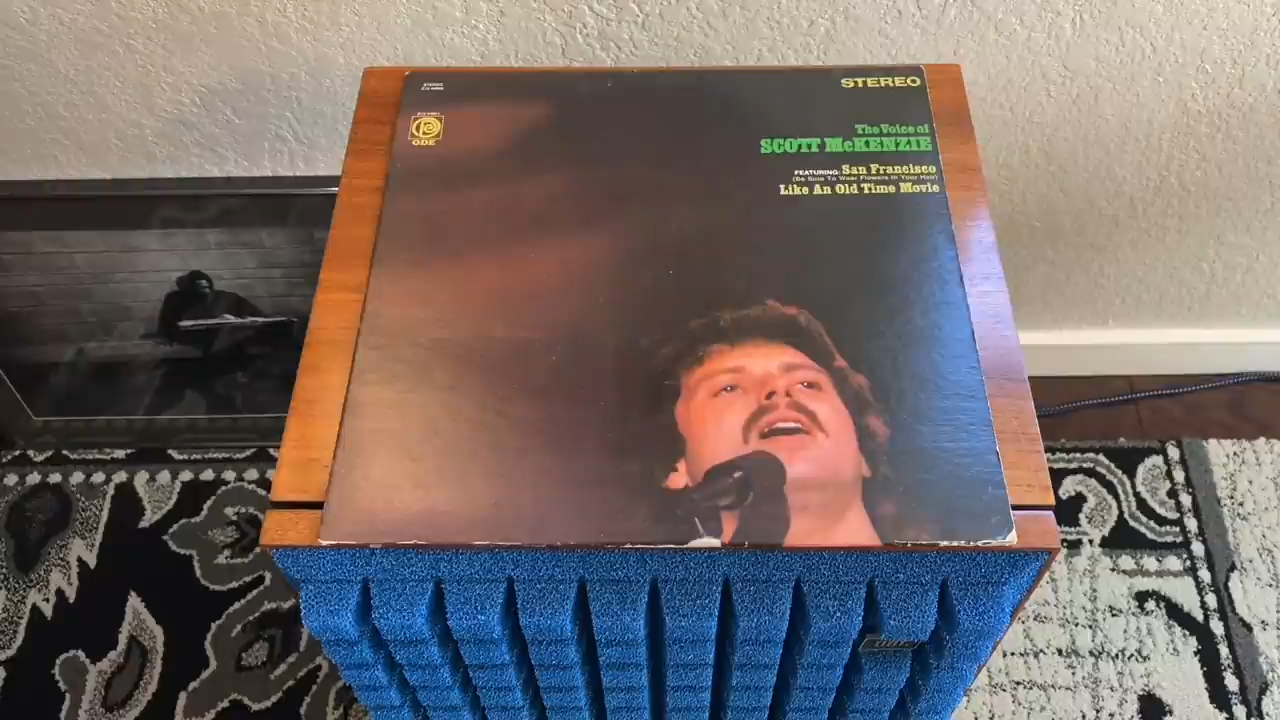 STEREO
ODE
STEREO
The Voice of
SCOTT McKENZIE
FEATURING: San Francisco
(Be Sure To Wear Flowers In Your Hair)
Like An Old Time Movie